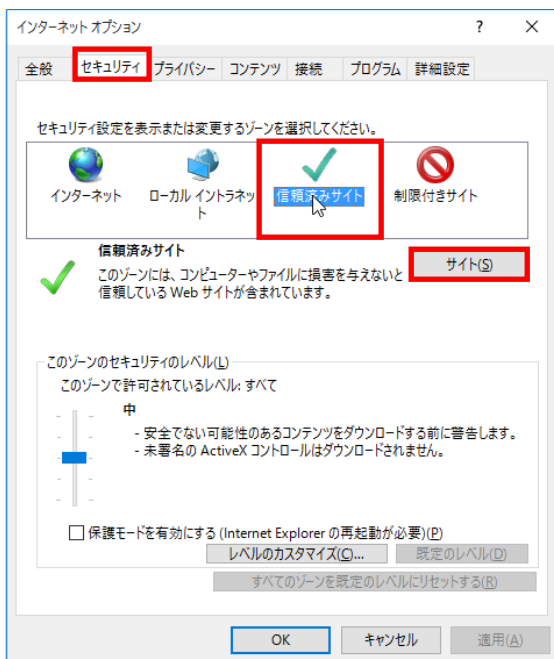 インターネット オプション ? ×
全般 セキュリティ プライバシー コンテンツ 接続 プログラム 詳細設定
セキュリティ設定を表示または変更するゾーンを選択してください。
インターネット ローカル イントラネッ 信頼済みサイト 制限付きサイト
ト
信頼済みサイト
サイト(S)
このゾーンには、コンピューターやファイルに損害を与えないと
信頼している Web サイトが含まれています。
このゾーンのセキュリティのレベル(L)
このゾーンで許可されているレベル: すべて
中
- 安全でない可能性のあるコンテンツをダウンロードする前に警告します。
- 未署名の ActiveX コントロールはダウンロードされません。
保護モードを有効にする (Internet Explorer の再起動が必要)(P)
レベルのカスタマイズ(C)... 既定のレベル(D)
すべてのゾーンを既定のレベルにリセットする(R)
OK キャンセル 適用(A)